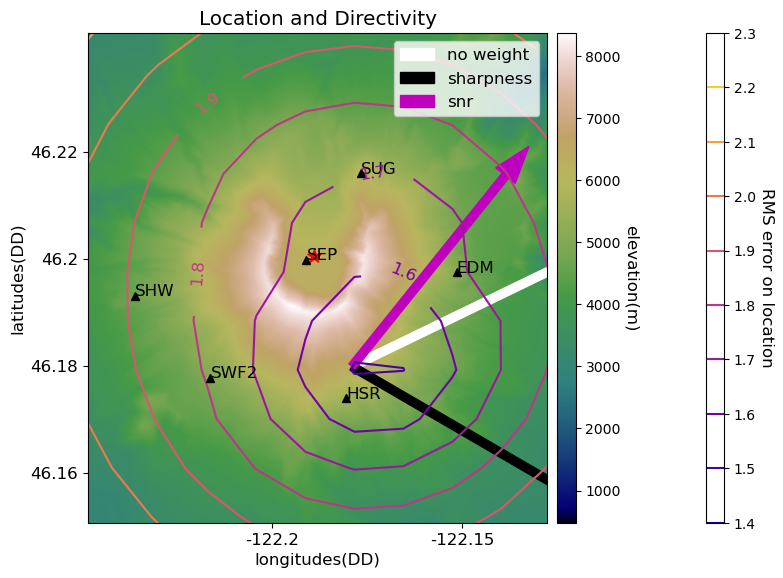 Location and Directivity
no weight
sharpness
snr
1.9
1.7
1.6
1.8
SUG
SEP
EDM
SHW
SWF2
HSR
46.22
46.2
46.18
46.16
latitudes(DD)
-122.2
-122.15
longitudes(DD)
8000
7000
6000
5000
4000
3000
2000
1000
elevation(m)
2.3
2.2
2.1
2.0
1.9
1.8
1.7
1.6
1.5
1.4
RMS error on location